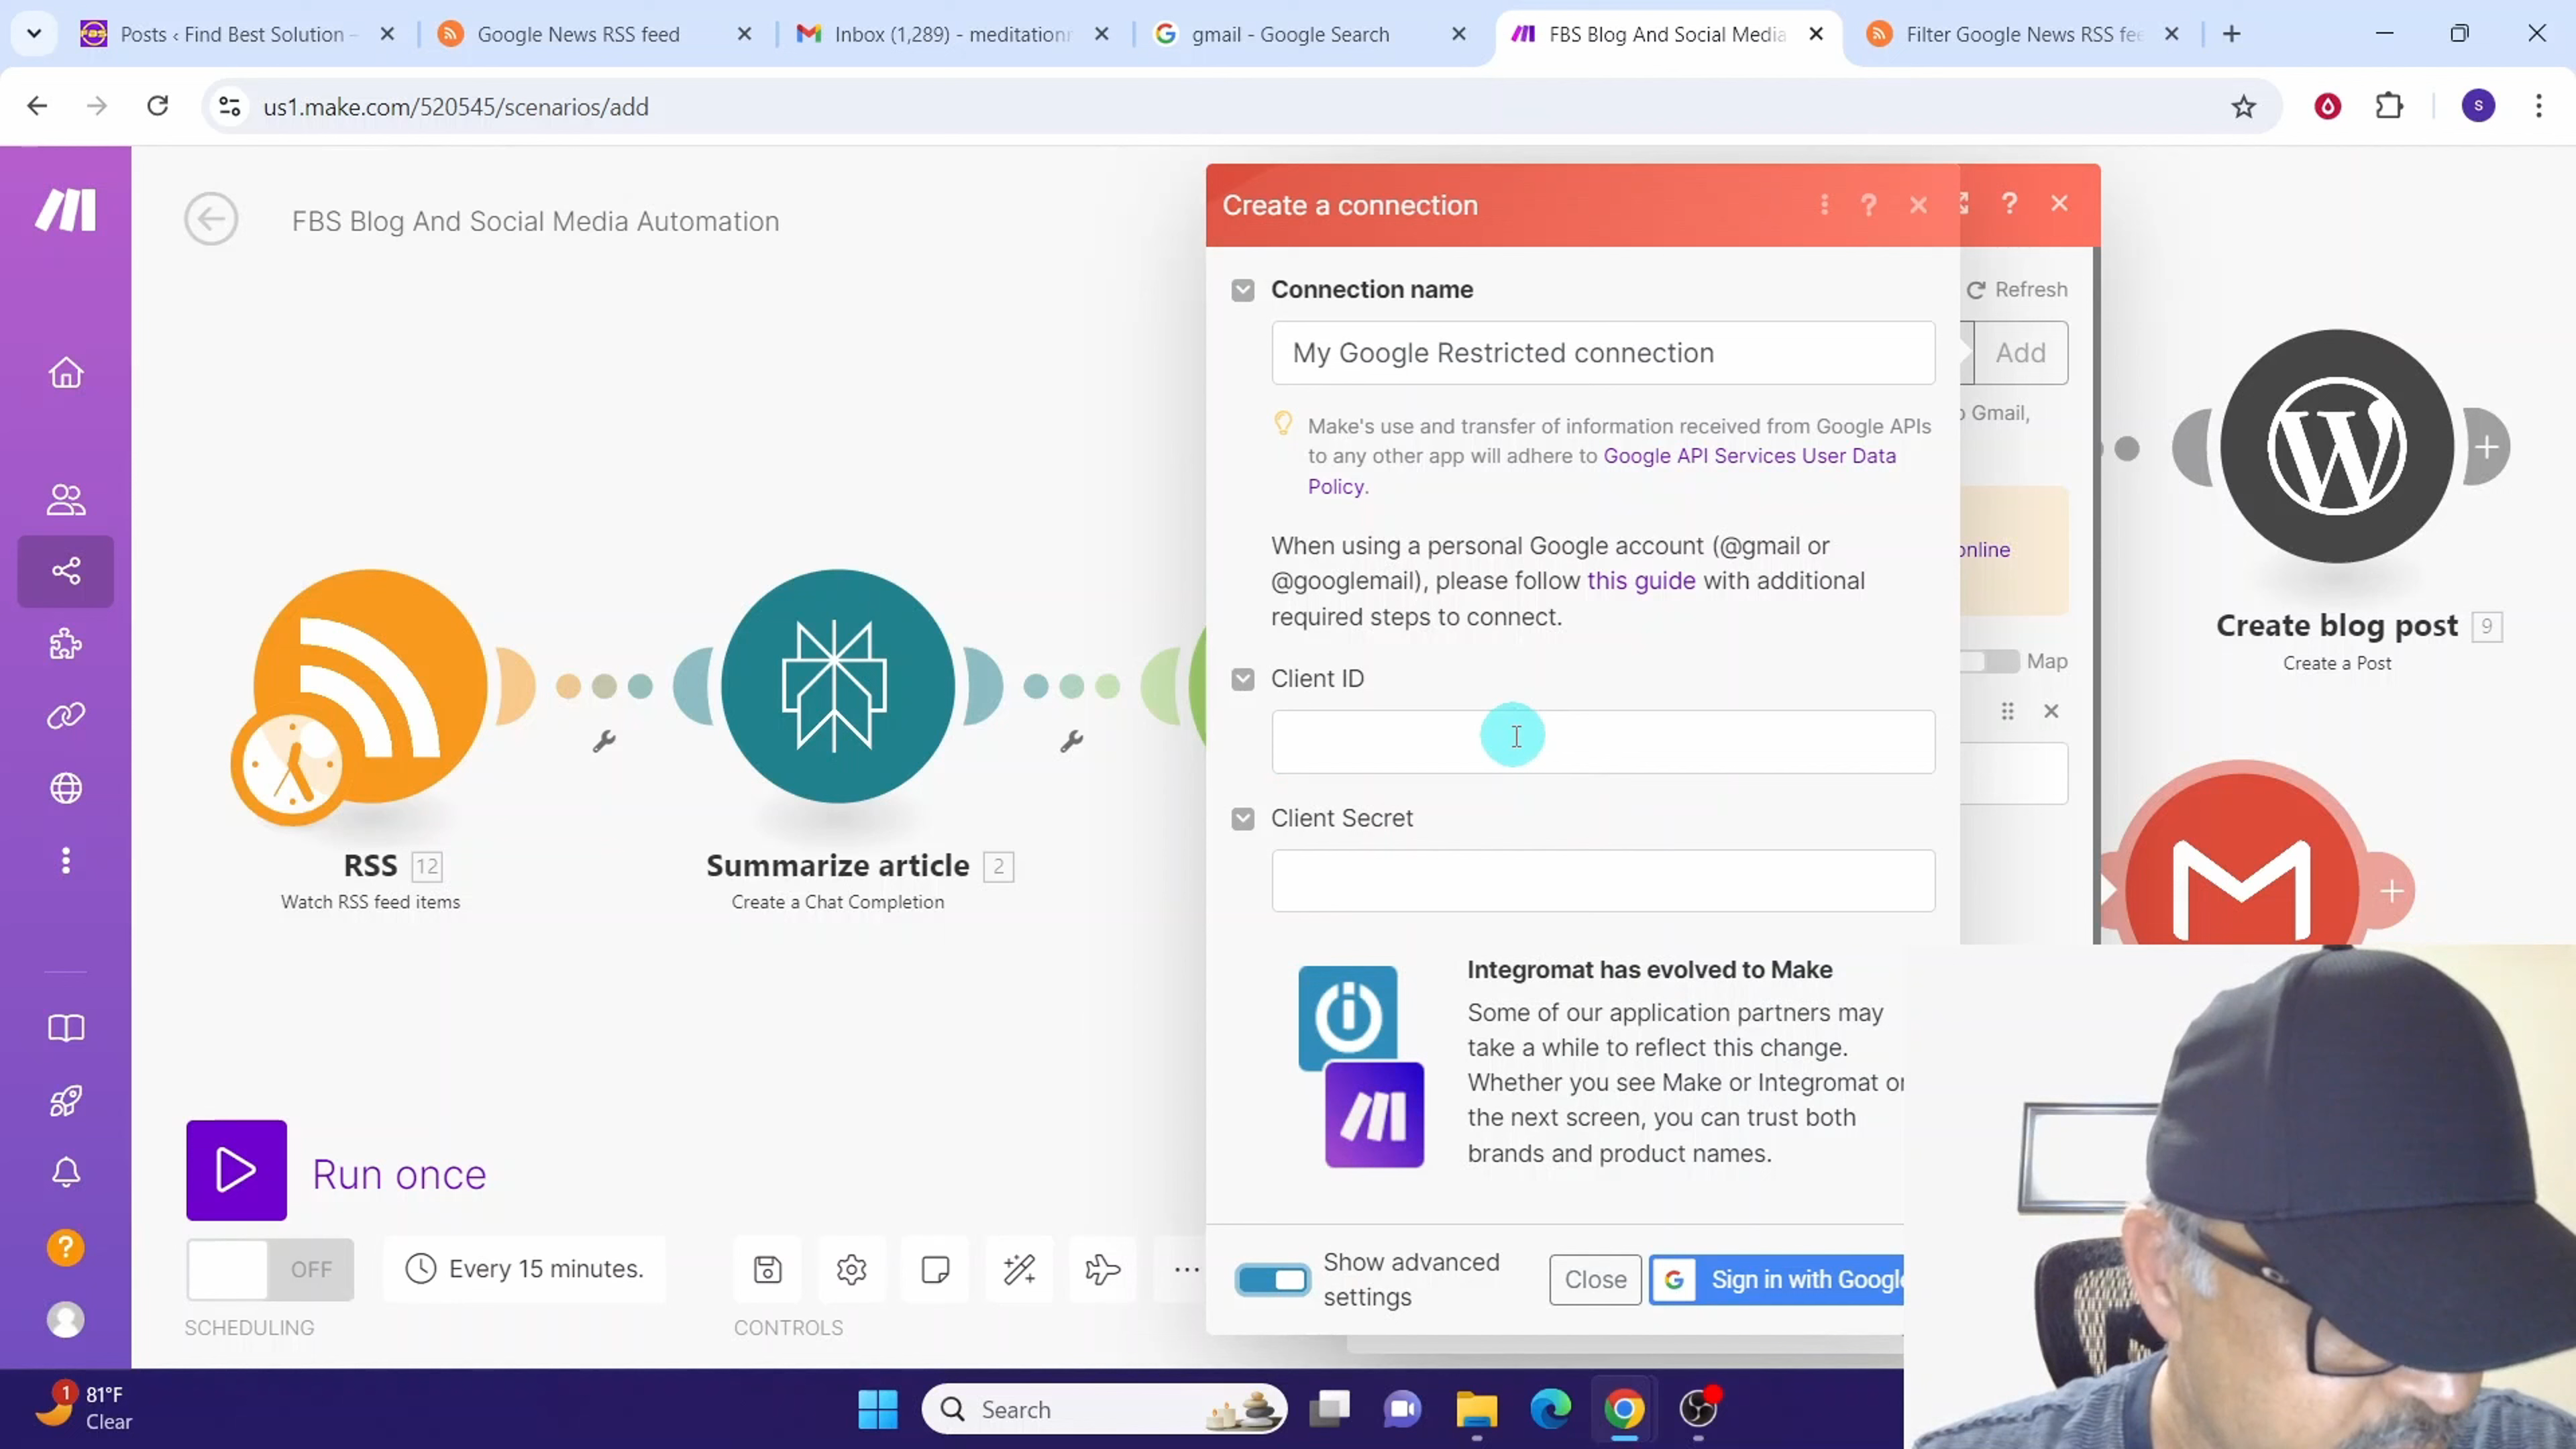 Posts ‹ Find Best Solution –
Google News RSS feed
Inbox (1,289) - meditationr
gmail - Google Search
FBS Blog And Social Media
Filter Google News RSS fee
us1.make.com/520545/scenarios/add
S
FBS Blog And Social Media Automation
Create a connection
Connection name
Refresh
My Google Restricted connection
Add
Make's use and transfer of information received from Google APIs
to any other app will adhere to Google API Services User Data
Policy.
Gmail,
When using a personal Google account (@gmail or
@googlemail), please follow this guide with additional
required steps to connect.
online
Map
Client ID
Client Secret
Create blog post 9
Create a Post
RSS 12
Watch RSS feed items
Summarize article 2
Create a Chat Completion
Integromat has evolved to Make
Some of our application partners may
take a while to reflect this change.
Whether you see Make or Integromat on
the next screen, you can trust both
brands and product names.
Run once
OFF
Every 15 minutes.
SCHEDULING
CONTROLS
Show advanced
settings
Close
Sign in with Google
1
81°F
Clear
Search